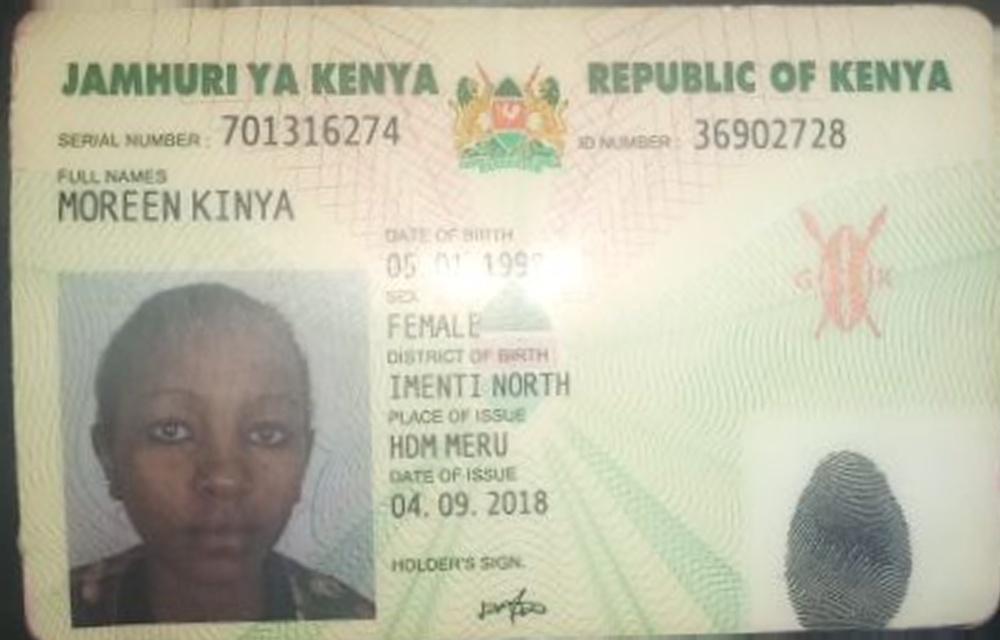 JAMHURI YA KENYA REPUBLIC OF KENYA
SERIAL NUMBER : 701316274 ID NUMBER : 36902728
FULL NAMES
MOREEN KINYA
DATE OF BIRTH
05. 01. 199
SEX
FEMALE
DISTRICT OF BIRTH
IMENTI NORTH
PLACE OF ISSUE
HDM MERU
DATE OF ISSUE
04. 09. 2018
HOLDER'S SIGN.
G K